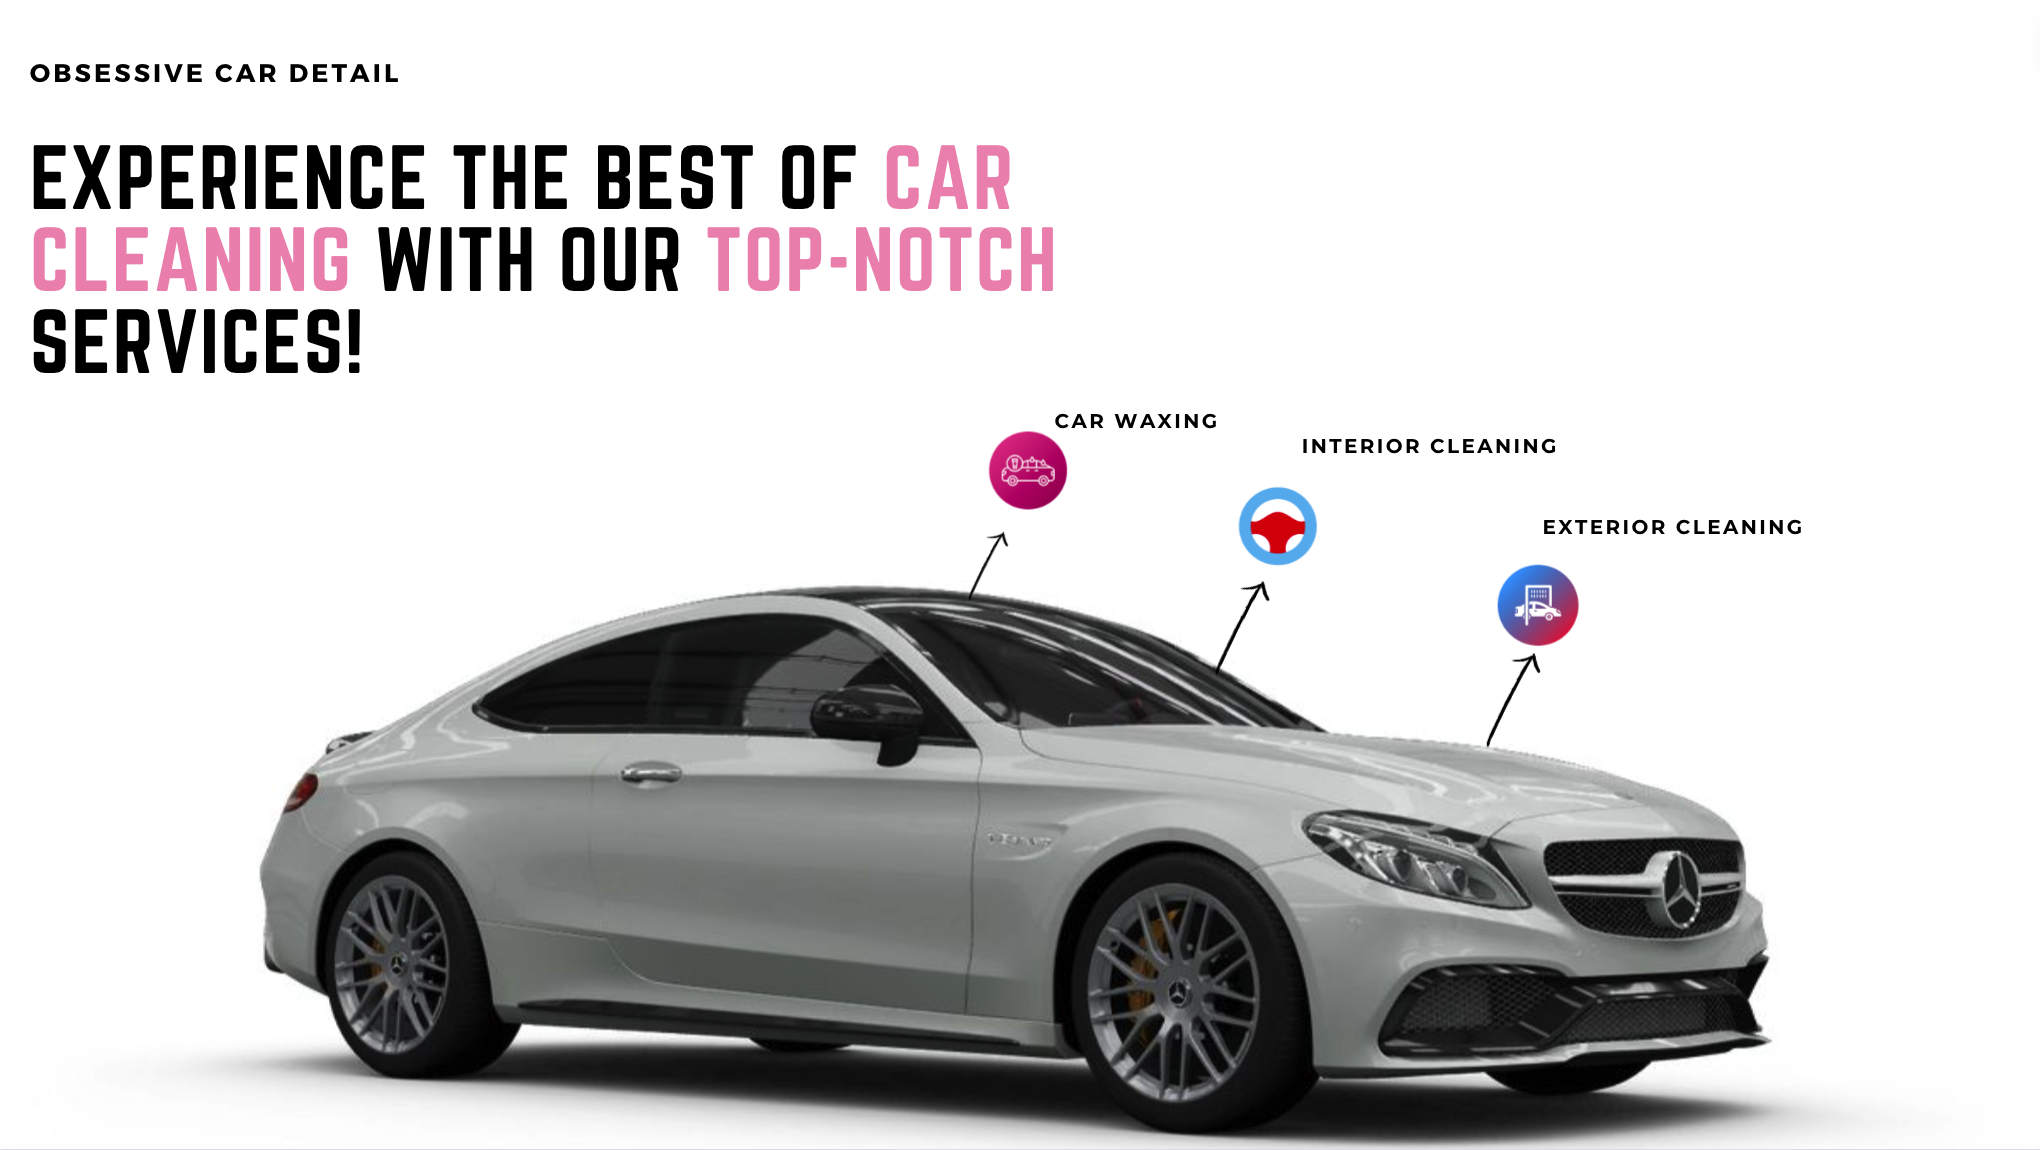 OBSESSIVE CAR DETAIL
EXPERIENCE THE BEST OF CAR
CLEANING WITH OUR TOP-NOTCH
SERVICES!
CAR WAXING
INTERIOR CLEANING
EXTERIOR CLEANING